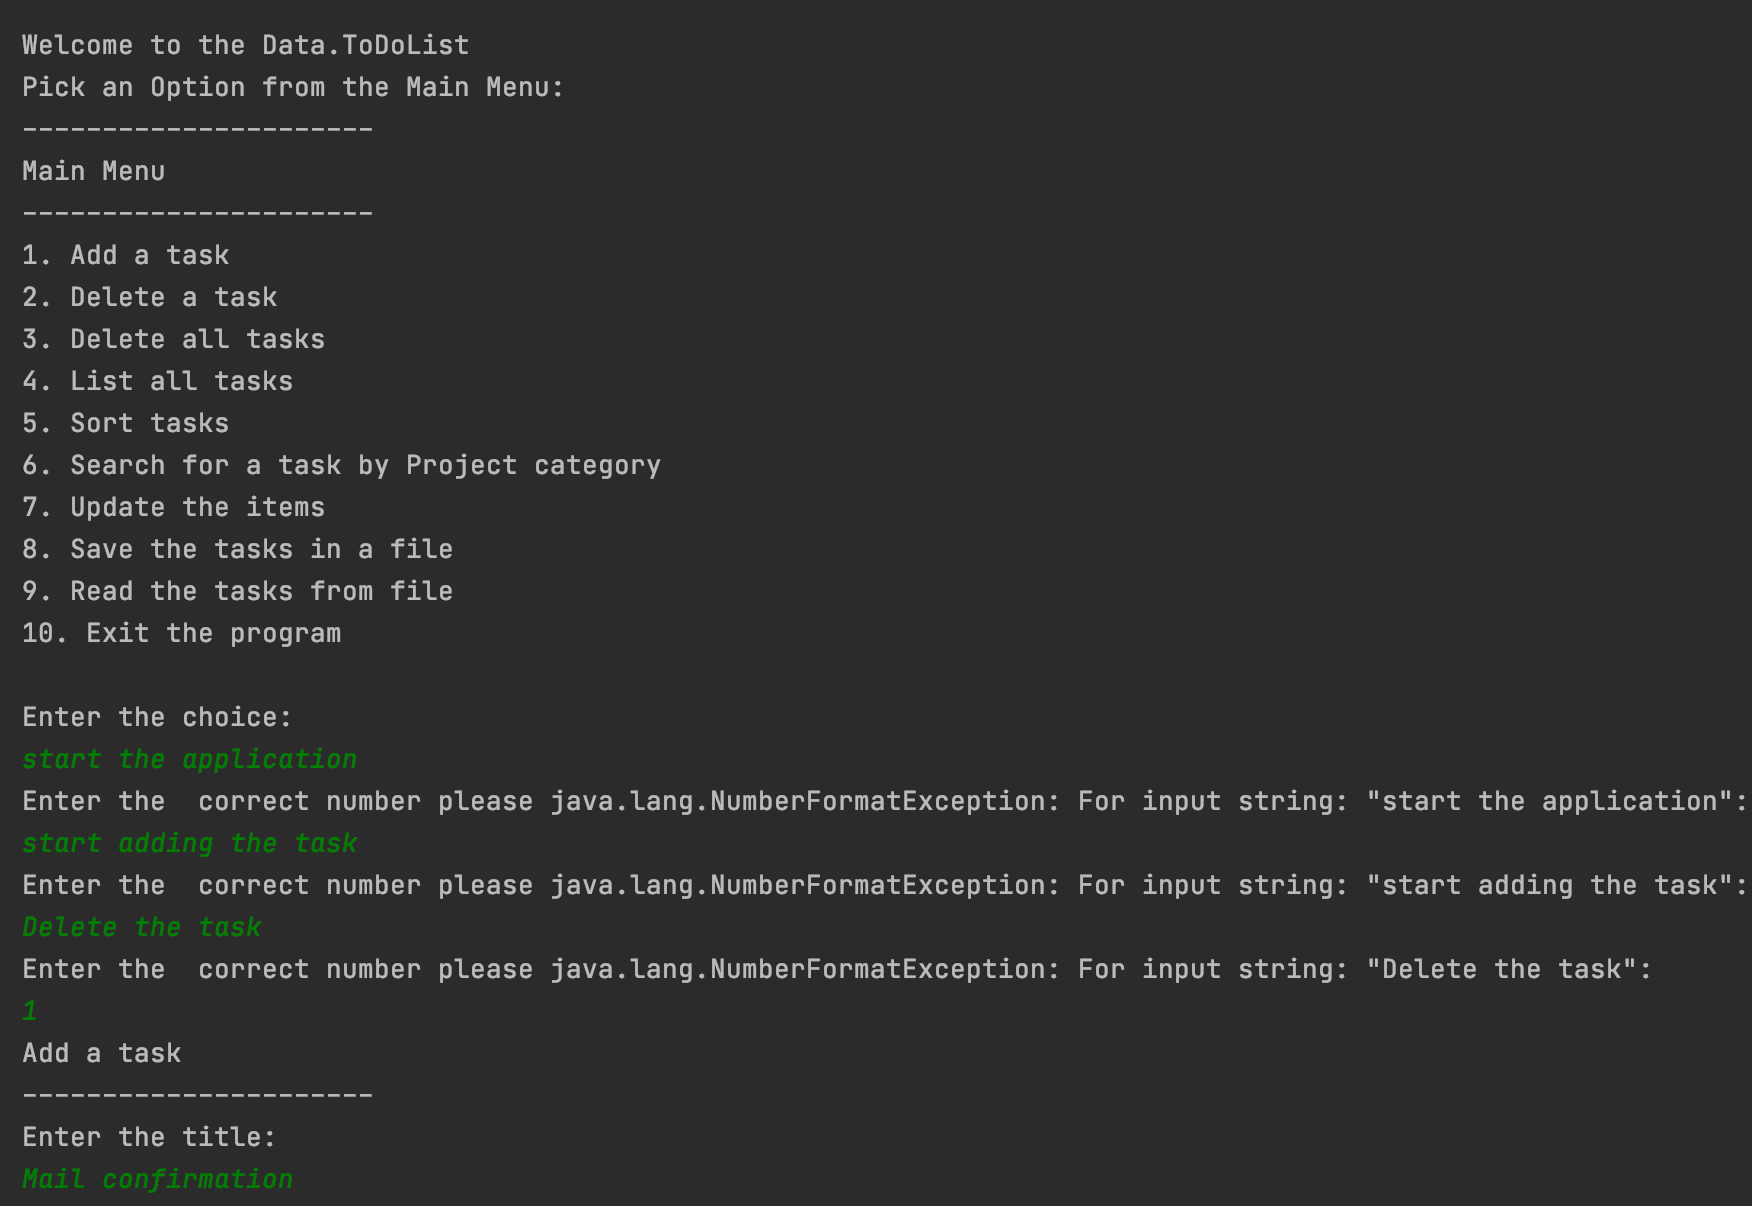 Welcome to the Data.ToDoList
Pick an Option from the Main Menu:
----------------------
Main Menu
----------------------
1. Add a task
2. Delete a task
3. Delete all tasks
4. List all tasks
5. Sort tasks
6. Search for a task by Project category
7. Update the items
8. Save the tasks in a file
9. Read the tasks from file
10. Exit the program
Enter the choice:
start the application
Enter the  correct number please java.lang.NumberFormatException: For input string: "start the application":
start adding the task
Enter the  correct number please java.lang.NumberFormatException: For input string: "start adding the task":
Delete the task
Enter the  correct number please java.lang.NumberFormatException: For input string: "Delete the task":
1
Add a task
----------------------
Enter the title:
Mail confirmation